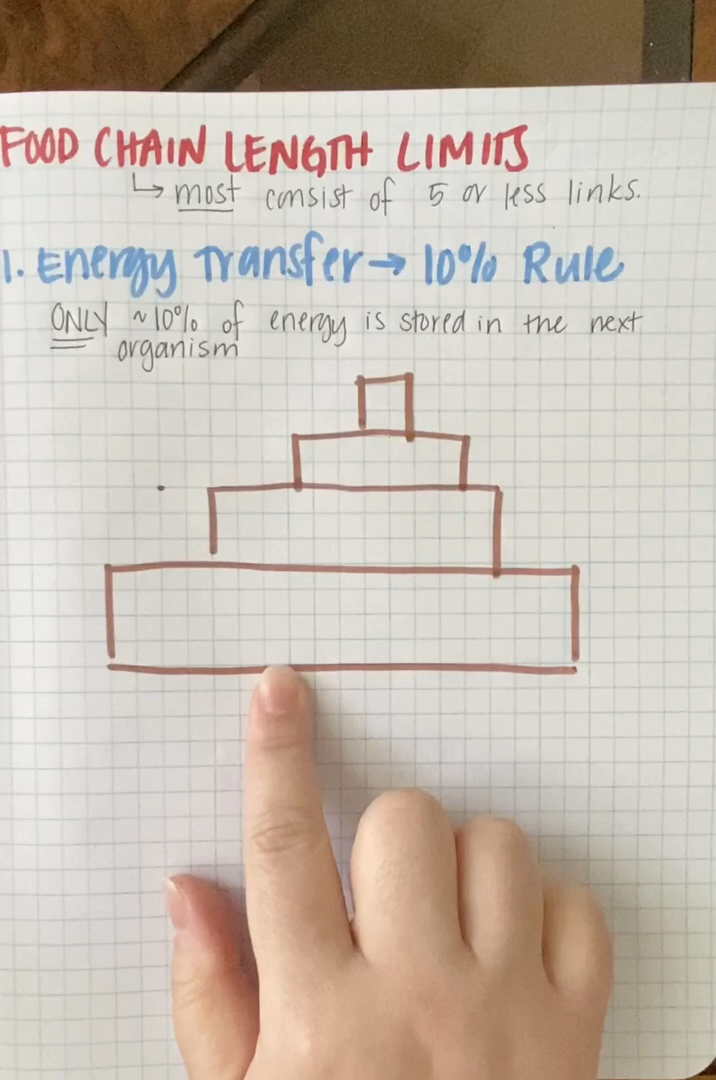 FOOD CHAIN LENGTH LIMITS
↳ most consist of 5 or less links.
1. Energy Transfer → 10% Rule
ONLY ~10% of energy is stored in the next
organism